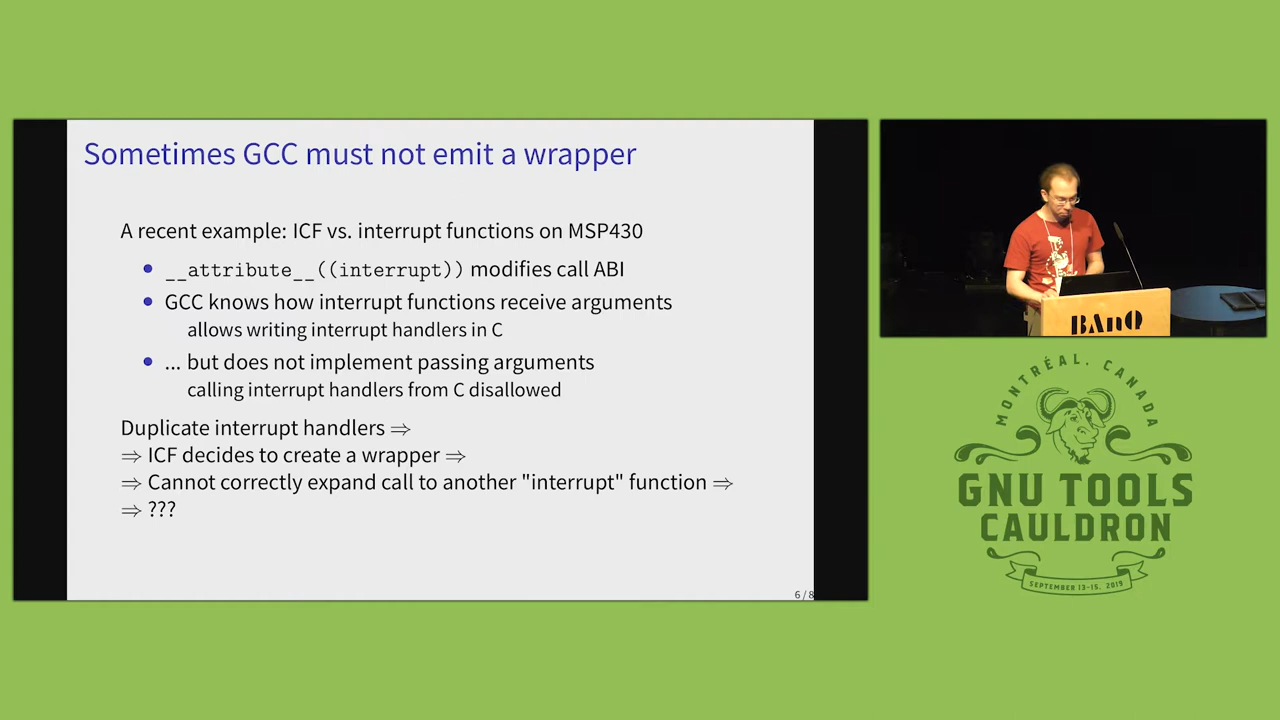 Sometimes GCC must not emit a wrapper
A recent example: ICF vs. interrupt functions on MSP430
• __attribute__((interrupt)) modifies call ABI
• GCC knows how interrupt functions receive arguments
allows writing interrupt handlers in C
• ... but does not implement passing arguments
calling interrupt handlers from C disallowed
Duplicate interrupt handlers ⇒
⇒ ICF decides to create a wrapper ⇒
⇒ Cannot correctly expand call to another "interrupt" function ⇒
⇒ ???
6 / 8
BAnQ
MONTRÉAL, CANADA
GNU TOOLS
CAULDRON
SEPTEMBER 13-15, 2019